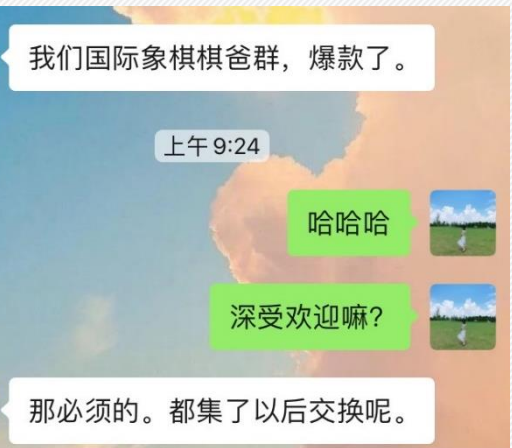 我们国际象棋棋爸群，爆款了。
上午 9:24
哈哈哈
深受欢迎嘛？
那必须的。都集了以后交换呢。